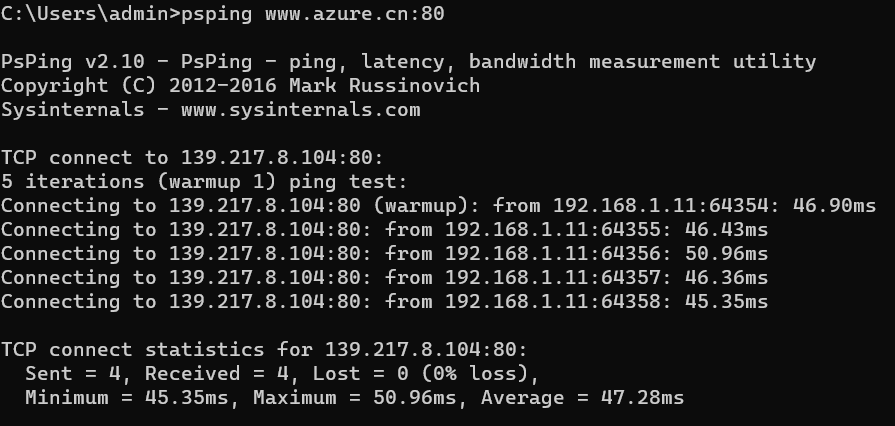 C:\Users\admin>psping www.azure.cn:80
PsPing v2.10 - PsPing - ping, latency, bandwidth measurement utility
Copyright (C) 2012-2016 Mark Russinovich
Sysinternals - www.sysinternals.com
TCP connect to 139.217.8.104:80:
5 iterations (warmup 1) ping test:
Connecting to 139.217.8.104:80 (warmup): from 192.168.1.11:64354: 46.90ms
Connecting to 139.217.8.104:80: from 192.168.1.11:64355: 46.43ms
Connecting to 139.217.8.104:80: from 192.168.1.11:64356: 50.96ms
Connecting to 139.217.8.104:80: from 192.168.1.11:64357: 46.36ms
Connecting to 139.217.8.104:80: from 192.168.1.11:64358: 45.35ms
TCP connect statistics for 139.217.8.104:80:
  Sent = 4, Received = 4, Lost = 0 (0% loss),
  Minimum = 45.35ms, Maximum = 50.96ms, Average = 47.28ms